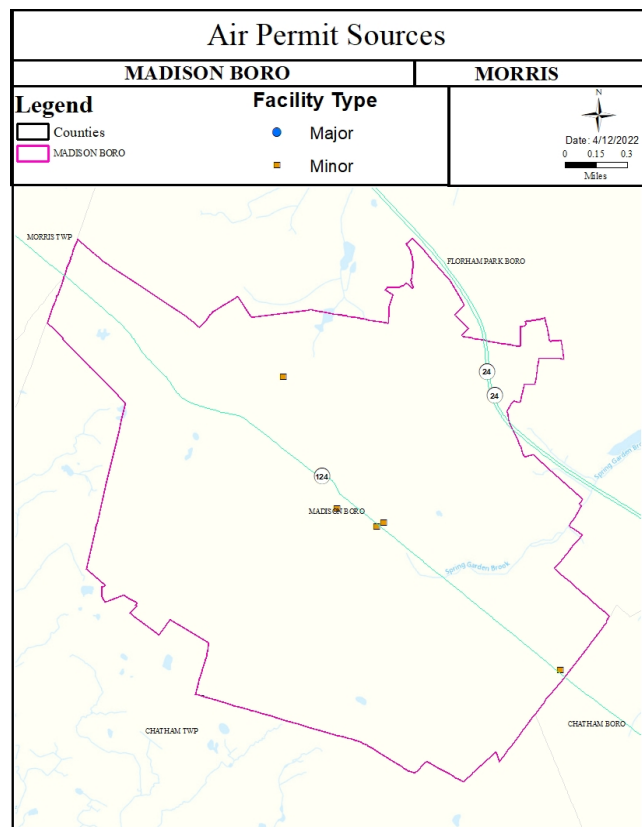 Air Permit Sources
MADISON BORO
MORRIS
Legend
Counties
MADISON BORO
Facility Type
Major
Minor
N
Date: 4/12/2022
0 0.15 0.3
Miles
MORRIS TWP
FLORHAM PARK BORO
24
24
Spring Garden Br
124
MADISON BORO
Spring Garden Brook
CHATHAM TWP
CHATHAM BORO